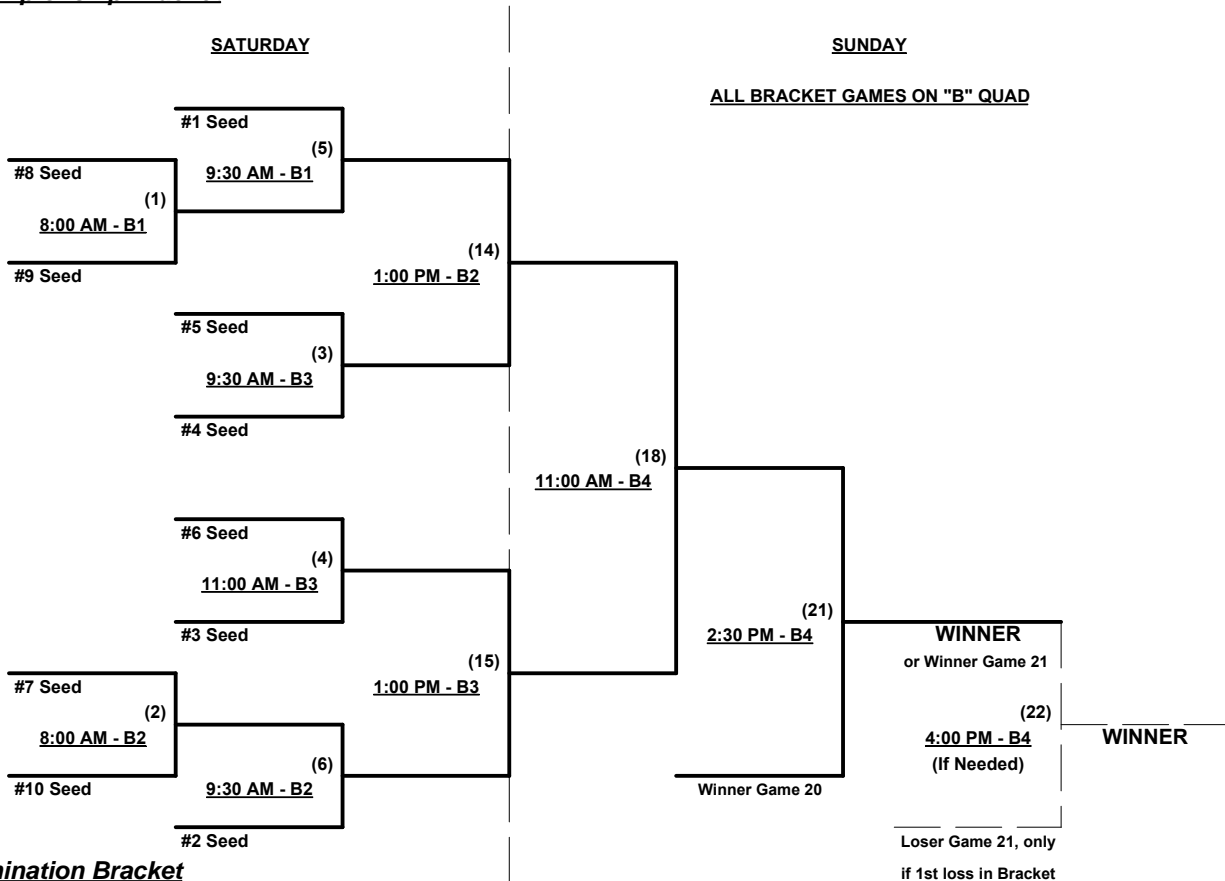 SATURDAY
SUNDAY
ALL BRACKET GAMES ON "B" QUAD
#1 Seed
(5)
#8 Seed
9:30 AM - B1
(1)
8:00 AM - B1
(14)
#9 Seed
1:00 PM - B2
#5 Seed
(3)
9:30 AM - B3
#4 Seed
(18)
11:00 AM - B4
#6 Seed
(4)
11:00 AM - B3
(21)
#3 Seed
2:30 PM - B4
WINNER
(15)
or Winner Game 21
#7 Seed
1:00 PM - B3
(2)
(22)
8:00 AM - B2
4:00 PM - B4
WINNER
(6)
(If Needed)
#10 Seed
9:30 AM - B2
Winner Game 20
#2 Seed
Loser Game 21, only
if 1st loss in Bracket
Bracket